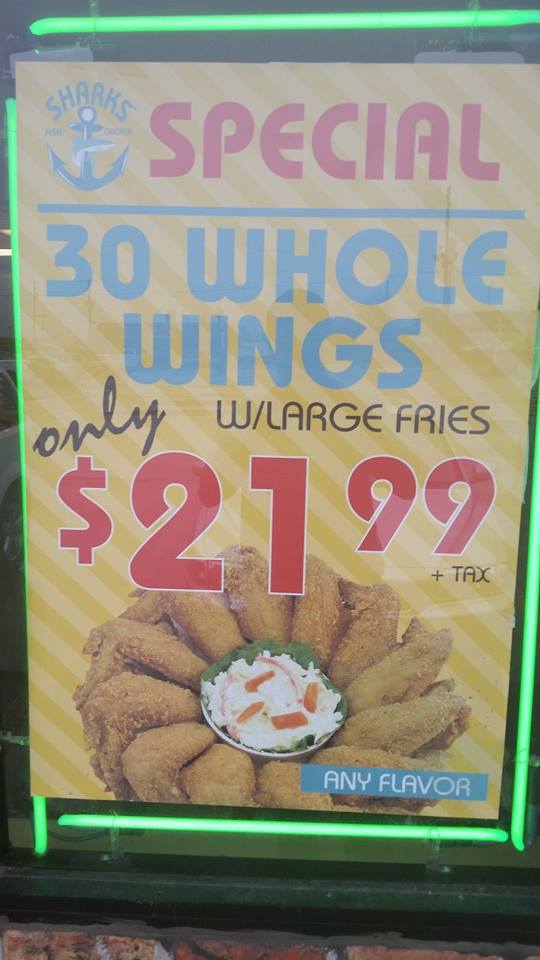 SHARKS
FISH CHICKEN
SPECIAL
30 WHOLE
WINGS
only W/LARGE FRIES
$21 99
+ TAX
ANY FLAVOR